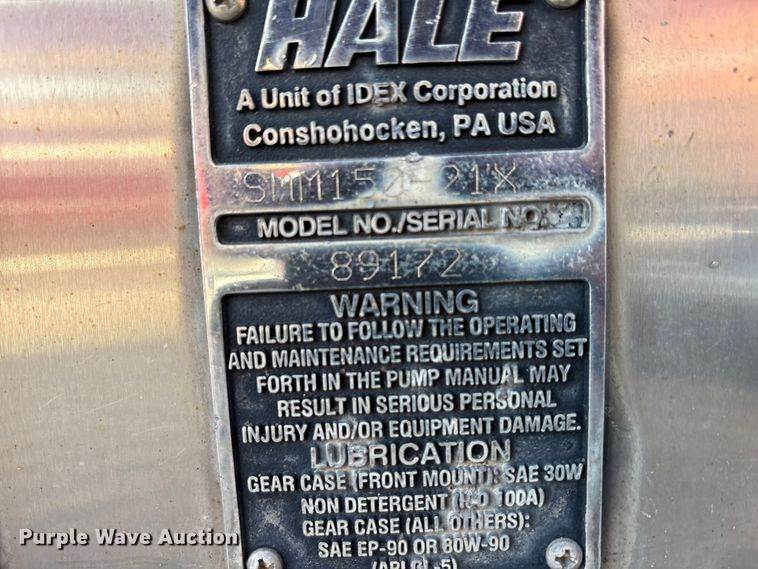 HALE
A Unit of IDEX Corporation
Conshohocken, PA USA
MODEL NO./SERIAL NO.
89172
WARNING
FAILURE TO FOLLOW THE OPERATING
AND MAINTENANCE REQUIREMENTS SET
FORTH IN THE PUMP MANUAL MAY
RESULT IN SERIOUS PERSONAL
INJURY AND/OR EQUIPMENT DAMAGE.
LUBRICATION
GEAR CASE (FRONT MOUNT): SAE 30W
NON DETERGENT 100A)
GEAR CASE (ALL OTHERS):
SAE EP-90 OR 80W-90
Purple Wave Auction